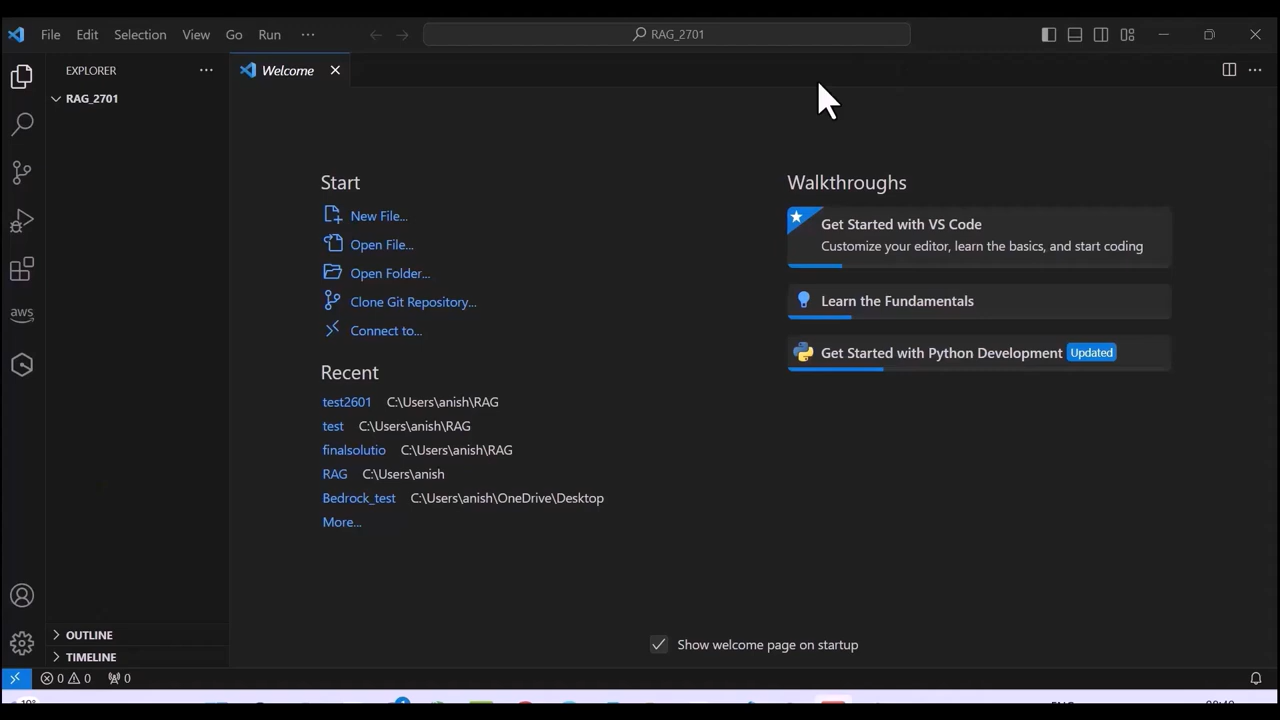 File Edit Selection View Go Run ···
RAG_2701
EXPLORER ···
Welcome
RAG_2701
Start
New File...
Open File...
Open Folder...
Clone Git Repository...
Connect to...
Recent
test2601 C:\Users\anish\RAG
test C:\Users\anish\RAG
finalsolutio C:\Users\anish\RAG
RAG C:\Users\anish
Bedrock_test C:\Users\anish\OneDrive\Desktop
More...
Walkthroughs
Get Started with VS Code
Customize your editor, learn the basics, and start coding
Learn the Fundamentals
Get Started with Python Development Updated
aws
Show welcome page on startup
OUTLINE
TIMELINE
0 0 0